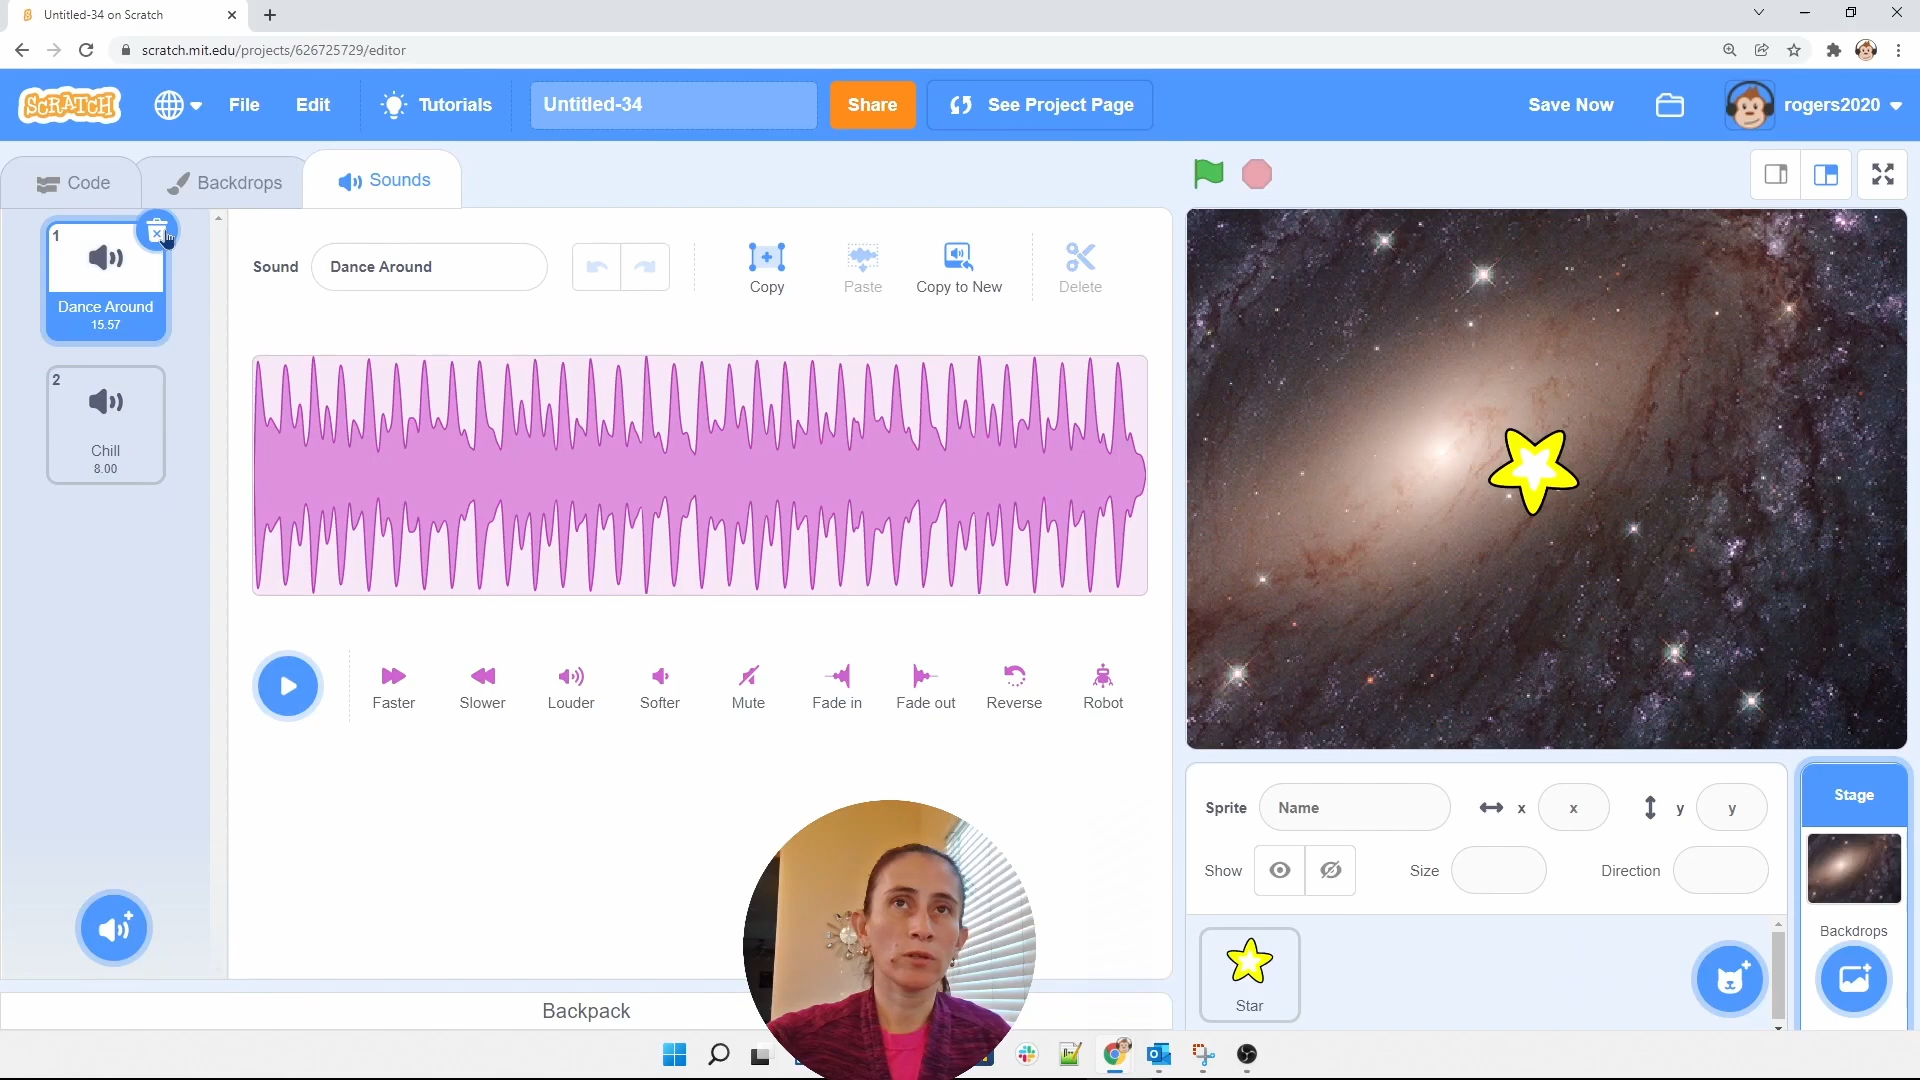 Untitled-34 on Scratch
scratch.mit.edu/projects/626725729/editor
SCRATCH
File
Edit
Tutorials
Untitled-34
Share
See Project Page
Save Now
rogers2020
Code
Backdrops
Sounds
1
Dance Around
15.57
2
Chill
8.00
Sound
Dance Around
Copy
Paste
Copy to New
Delete
Faster
Slower
Louder
Softer
Mute
Fade in
Fade out
Reverse
Robot
Sprite
Name
x
x
y
y
Show
Size
Direction
Star
Stage
Backdrops
Backpack